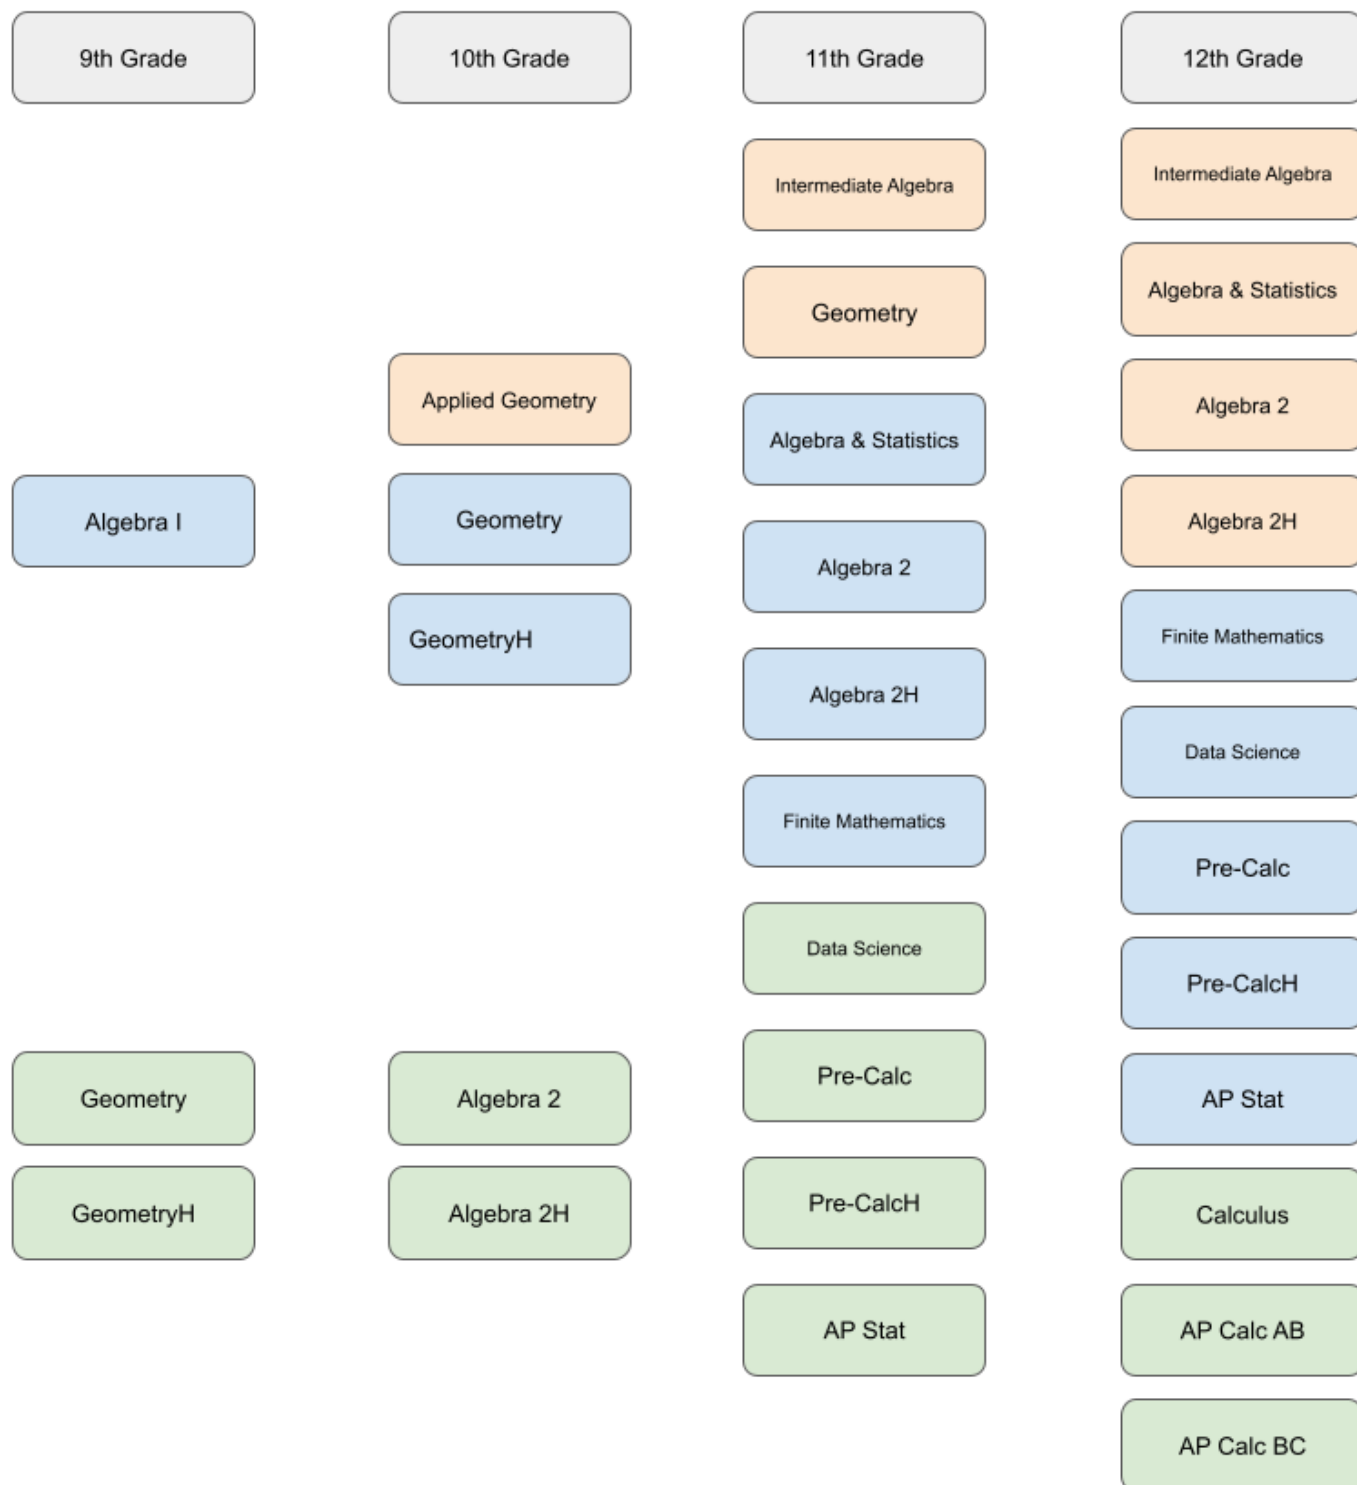 9th Grade
10th Grade
11th Grade
12th Grade
Intermediate Algebra
Intermediate Algebra
Geometry
Algebra & Statistics
Applied Geometry
Algebra & Statistics
Algebra 2
Algebra I
Geometry
Algebra 2
Algebra 2H
GeometryH
Algebra 2H
Finite Mathematics
Finite Mathematics
Data Science
Data Science
Pre-Calc
Pre-CalcH
Geometry
Algebra 2
Pre-Calc
AP Stat
GeometryH
Algebra 2H
Pre-CalcH
Calculus
AP Stat
AP Calc AB
AP Calc BC